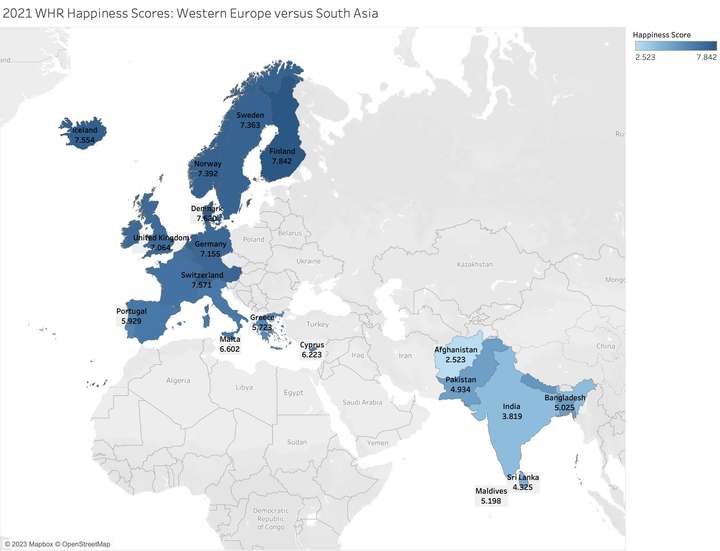 2021 WHR Happiness Scores: Western Europe versus South Asia
Happiness Score
2.523 7.842
Iceland
7.554
Sweden
7.363
Finland
7.842
Norway
7.392
Denmark
7.620
United Kingdom
7.064
Germany
7.155
Switzerland
7.571
Portugal
5.929
Greece
5.723
Malta
6.602
Cyprus
6.223
Poland
Belarus
Ukraine
Kazakhstan
Turkey
Iraq
Iran
China
Mong
Ru
Algeria
Libya
Egypt
Saudi Arabia
Sudan
Yemen
Democratic
Republic
of Congo
Afghanistan
2.523
Pakistan
4.934
India
3.819
Bangladesh
5.025
Sri Lanka
4.325
Maldives
5.198
© 2023 Mapbox © OpenStreetMap